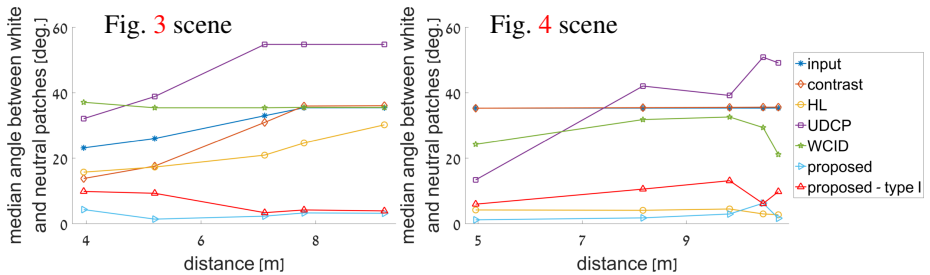 Fig. 3 scene
median angle between white
and neutral patches [deg.]
60
40
20
0
4
6
8
distance [m]
Fig. 4 scene
median angle between white
and neutral patches [deg.]
60
40
20
0
5
7
9
distance [m]
input
contrast
HL
UDCP
WCID
proposed
proposed - type I